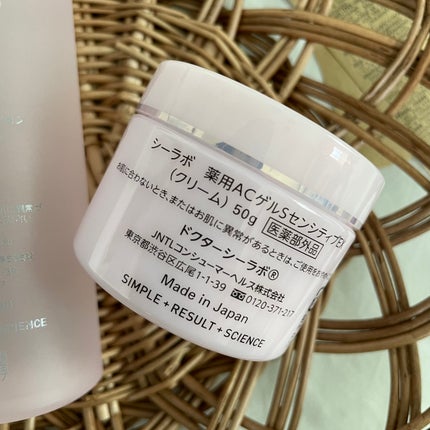 シーラボ 薬用ACゲルSセンシティブEX
(クリーム) 50g 医薬部外品
お肌に合わないとき、またはお肌に異常があるときは、ご使用を
ドクターシーラボ®
JNTLコンシューマーヘルス株式会社
東京都渋谷区広尾1-1-39 0120-371-217
Made in Japan
SIMPLE+RESULT+SCIENCE